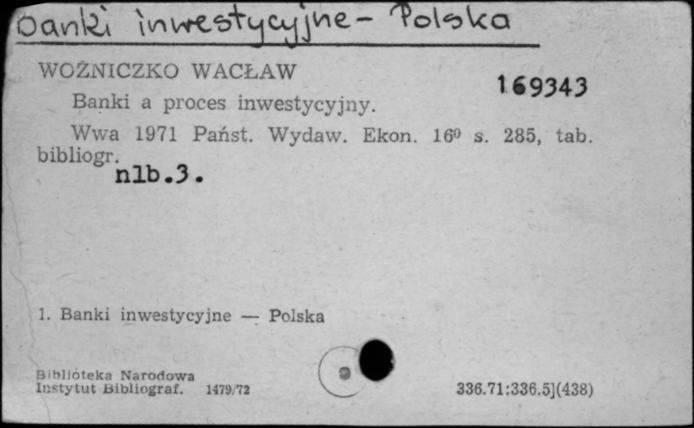 Banki inwestycyjne - Polska
WOŹNICZKO WACŁAW
169343
Banki a proces inwestycyjny.
Wwa 1971 Państ. Wydaw. Ekon. 16⁰ s. 285, tab.
bibliogr.
nlb.3.
1. Banki inwestycyjne — Polska
Biblioteka Narodowa
Instytut Bibliograf. 1479/72
336.71:336.5](438)